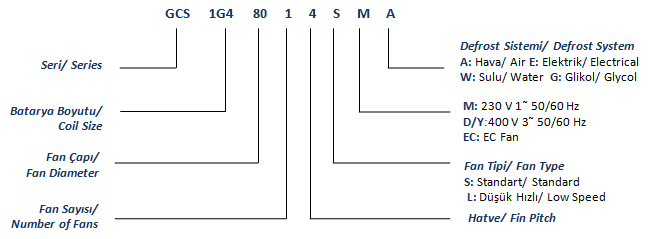 GCS 1G4 80 1 4 S M A
Defrost Sistemi/ Defrost System
A: Hava/ Air E: Elektrik/ Electrical
W: Sulu/ Water G: Glikol/ Glycol
Seri/ Series
M: 230 V 1~ 50/60 Hz
D/Y:400 V 3~ 50/60 Hz
EC: EC Fan
Batarya Boyutu/
Coil Size
Fan Çapı/
Fan Diameter
Fan Tipi/ Fan Type
S: Standart/ Standard
L: Düşük Hızlı/ Low Speed
Fan Sayısı/
Number of Fans
Hatve/ Fin Pitch